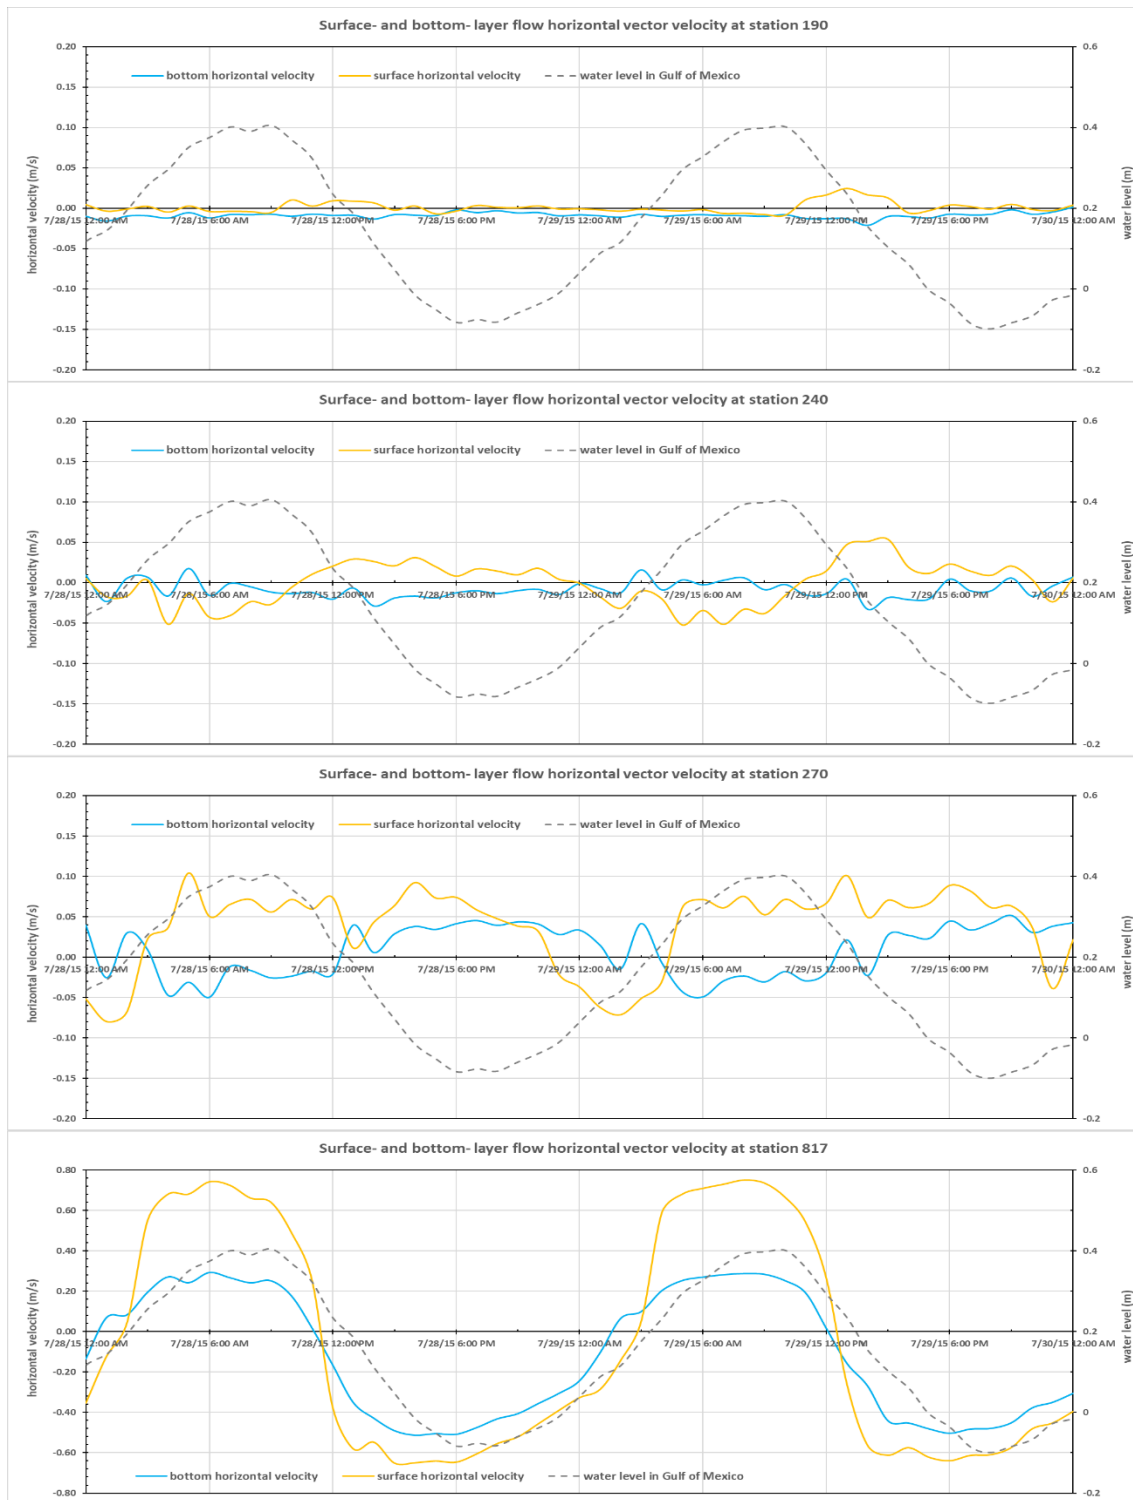 Surface- and bottom- layer flow horizontal vector velocity at station 190
0.20 0.6
bottom horizontal velocity surface horizontal velocity water level in Gulf of Mexico
0.15
0.10 0.4
0.05
0.00 0.2
7/28/15 12:00 AM 7/28/15 6:00 AM 7/28/15 12:00 PM 7/28/15 6:00 PM 7/29/15 12:00 AM 7/29/15 6:00 AM 7/29/15 12:00 PM 7/29/15 6:00 PM 7/30/15 12:00 AM
-0.05
-0.10 0
-0.15
-0.20 -0.2
horizontal velocity (m/s)
water level (m)
Surface- and bottom- layer flow horizontal vector velocity at station 240
0.20 0.6
bottom horizontal velocity surface horizontal velocity water level in Gulf of Mexico
0.15
0.10 0.4
0.05
0.00 0.2
7/28/15 12:00 AM 7/28/15 6:00 AM 7/28/15 12:00 PM 7/28/15 6:00 PM 7/29/15 12:00 AM 7/29/15 6:00 AM 7/29/15 12:00 PM 7/29/15 6:00 PM 7/30/15 12:00 AM
-0.05
-0.10 0
-0.15
-0.20 -0.2
horizontal velocity (m/s)
water level (m)
Surface- and bottom- layer flow horizontal vector velocity at station 270
0.20 0.6
bottom horizontal velocity surface horizontal velocity water level in Gulf of Mexico
0.15
0.10 0.4
0.05
0.00 0.2
7/28/15 12:00 AM 7/28/15 6:00 AM 7/28/15 12:00 PM 7/28/15 6:00 PM 7/29/15 12:00 AM 7/29/15 6:00 AM 7/29/15 12:00 PM 7/29/15 6:00 PM 7/30/15 12:00 AM
-0.05
-0.10 0
-0.15
-0.20 -0.2
horizontal velocity (m/s)
water level (m)
Surface- and bottom- layer flow horizontal vector velocity at station 817
0.80 0.6
0.60
0.40 0.4
0.20
0.00 0.2
7/28/15 12:00 AM 7/28/15 6:00 AM 7/28/15 12:00 PM 7/28/15 6:00 PM 7/29/15 12:00 AM 7/29/15 6:00 AM 7/29/15 12:00 PM 7/29/15 6:00 PM 7/30/15 12:00 AM
-0.20
-0.40 0
-0.60
bottom horizontal velocity surface horizontal velocity water level in Gulf of Mexico
-0.80 -0.2
horizontal velocity (m/s)
water level (m)